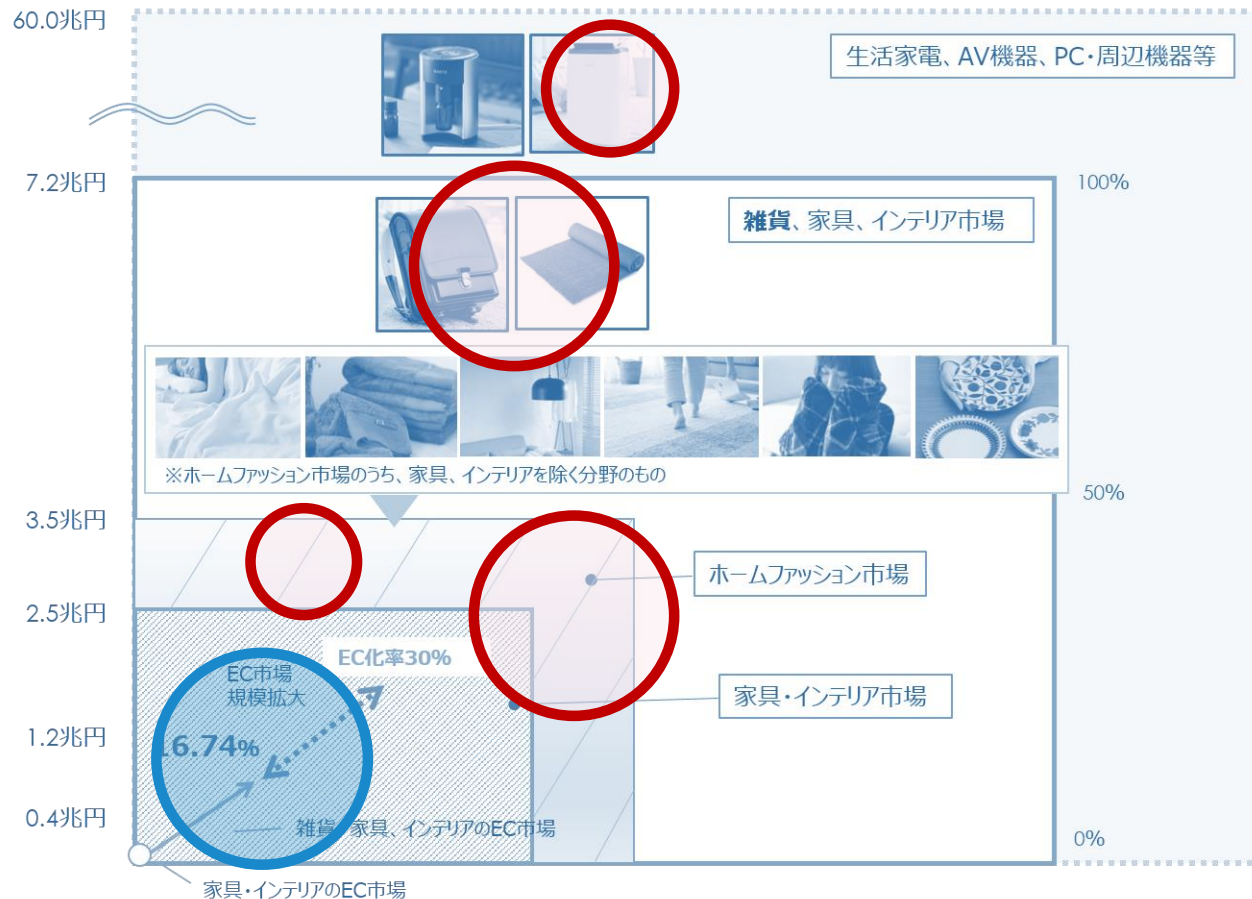 60.0兆円
生活家電、AV機器、PC・周辺機器等
7.2兆円
100%
雑貨、家具、インテリア市場
※ホームファッション市場のうち、家具、インテリアを除く分野のもの
50%
3.5兆円
ホームファッション市場
2.5兆円
EC化率30%
EC市場
規模拡大
家具・インテリア市場
1.2兆円
16.74%
0.4兆円
雑貨、家具、インテリアのEC市場
0%
家具・インテリアのEC市場